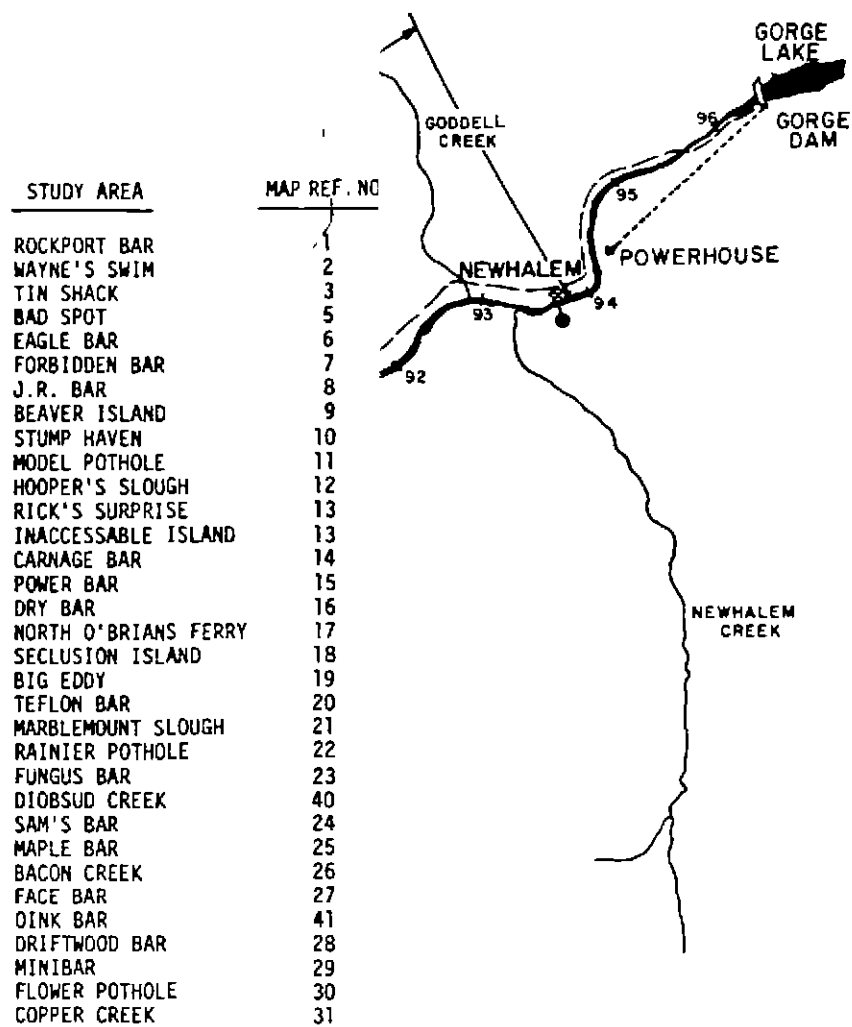 STUDY AREA MAP REF. NO
ROCKPORT BAR 1
WAYNE'S SWIM 2
TIN SHACK 3
BAD SPOT 5
EAGLE BAR 6
FORBIDDEN BAR 7
J.R. BAR 8
BEAVER ISLAND 9
STUMP HAVEN 10
MODEL POTHOLE 11
HOOPER'S SLOUGH 12
RICK'S SURPRISE 13
INACCESSABLE ISLAND 13
CARNAGE BAR 14
POWER BAR 15
DRY BAR 16
NORTH O'BRIANS FERRY 17
SECLUSION ISLAND 18
BIG EDDY 19
TEFLON BAR 20
MARBLEMOUNT SLOUGH 21
RAINIER POTHOLE 22
FUNGUS BAR 23
DIOBSUD CREEK 40
SAM'S BAR 24
MAPLE BAR 25
BACON CREEK 26
FACE BAR 27
OINK BAR 41
DRIFTWOOD BAR 28
MINIBAR 29
FLOWER POTHOLE 30
COPPER CREEK 31
GORGE
LAKE
GODDELL
CREEK
96
GORGE
DAM
95
POWERHOUSE
NEWHALEM
93
94
92
NEWHALEM
CREEK